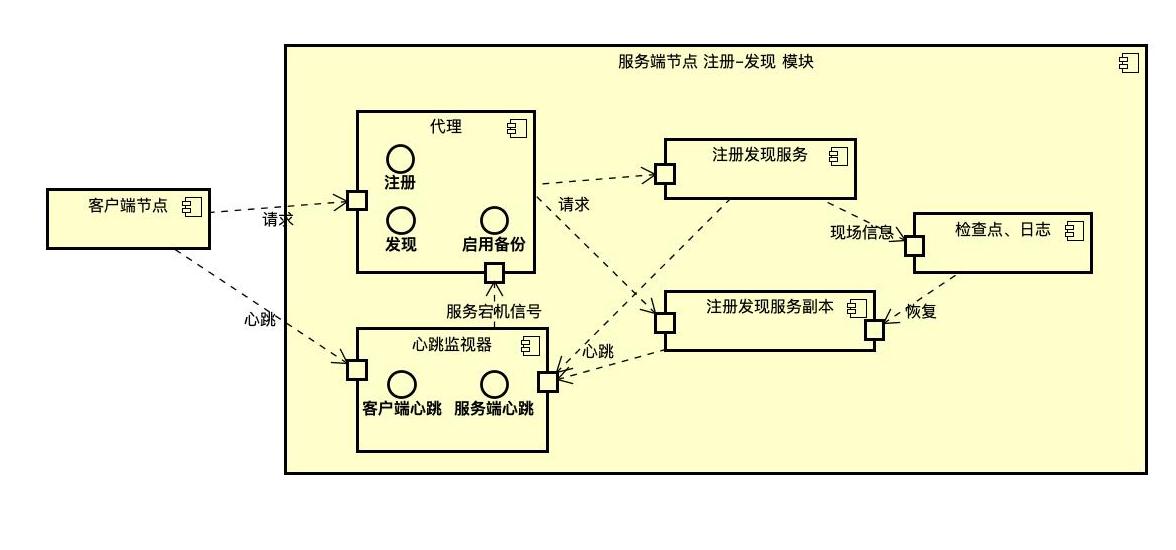 服务端节点 注册-发现 模块
代理
注册
发现
启用备份
客户端节点
请求
请求
注册发现服务
现场信息
检查点、日志
注册发现服务副本
恢复
服务宕机信号
心跳
心跳
心跳监视器
客户端心跳
服务端心跳